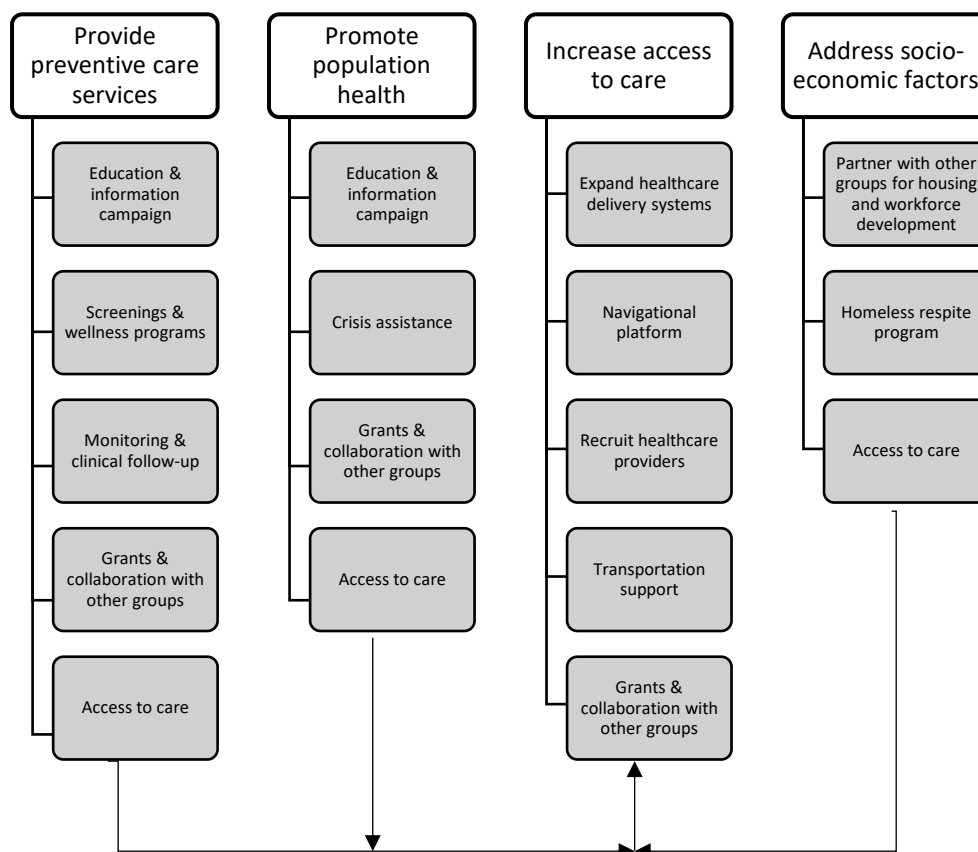 Provide
preventive care
services
Education &
information
campaign
Screenings &
wellness programs
Monitoring &
clinical follow-up
Grants &
collaboration with
other groups
Access to care
Promote
population
health
Education &
information
campaign
Crisis assistance
Grants &
collaboration with
other groups
Access to care
Increase access
to care
Expand healthcare
delivery systems
Navigational
platform
Recruit healthcare
providers
Transportation
support
Grants &
collaboration with
other groups
Address socio-
economic factors
Partner with other
groups for housing
and workforce
development
Homeless respite
program
Access to care